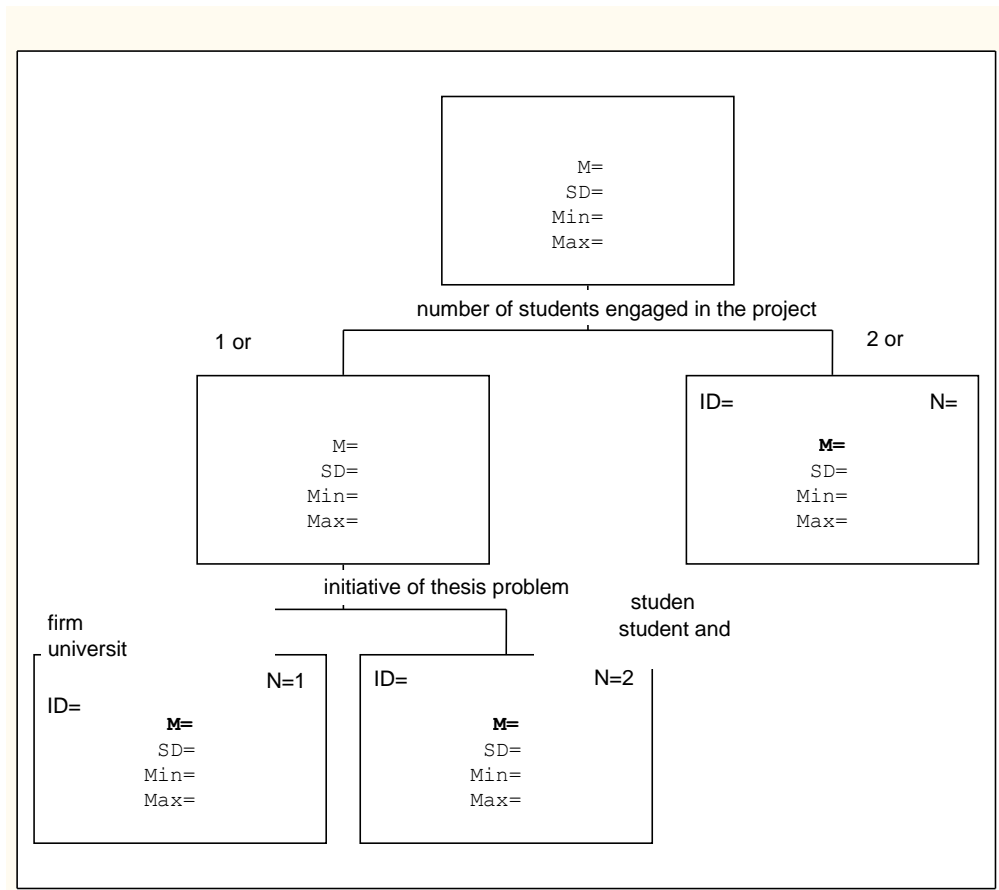 M=
SD=
Min=
Max=
number of students engaged in the project
1 or
2 or
M=
SD=
Min=
Max=
ID=
N=
M=
SD=
Min=
Max=
initiative of thesis problem
firm
universit
studen
student and
N=1
ID=
M=
SD=
Min=
Max=
ID=
N=2
M=
SD=
Min=
Max=